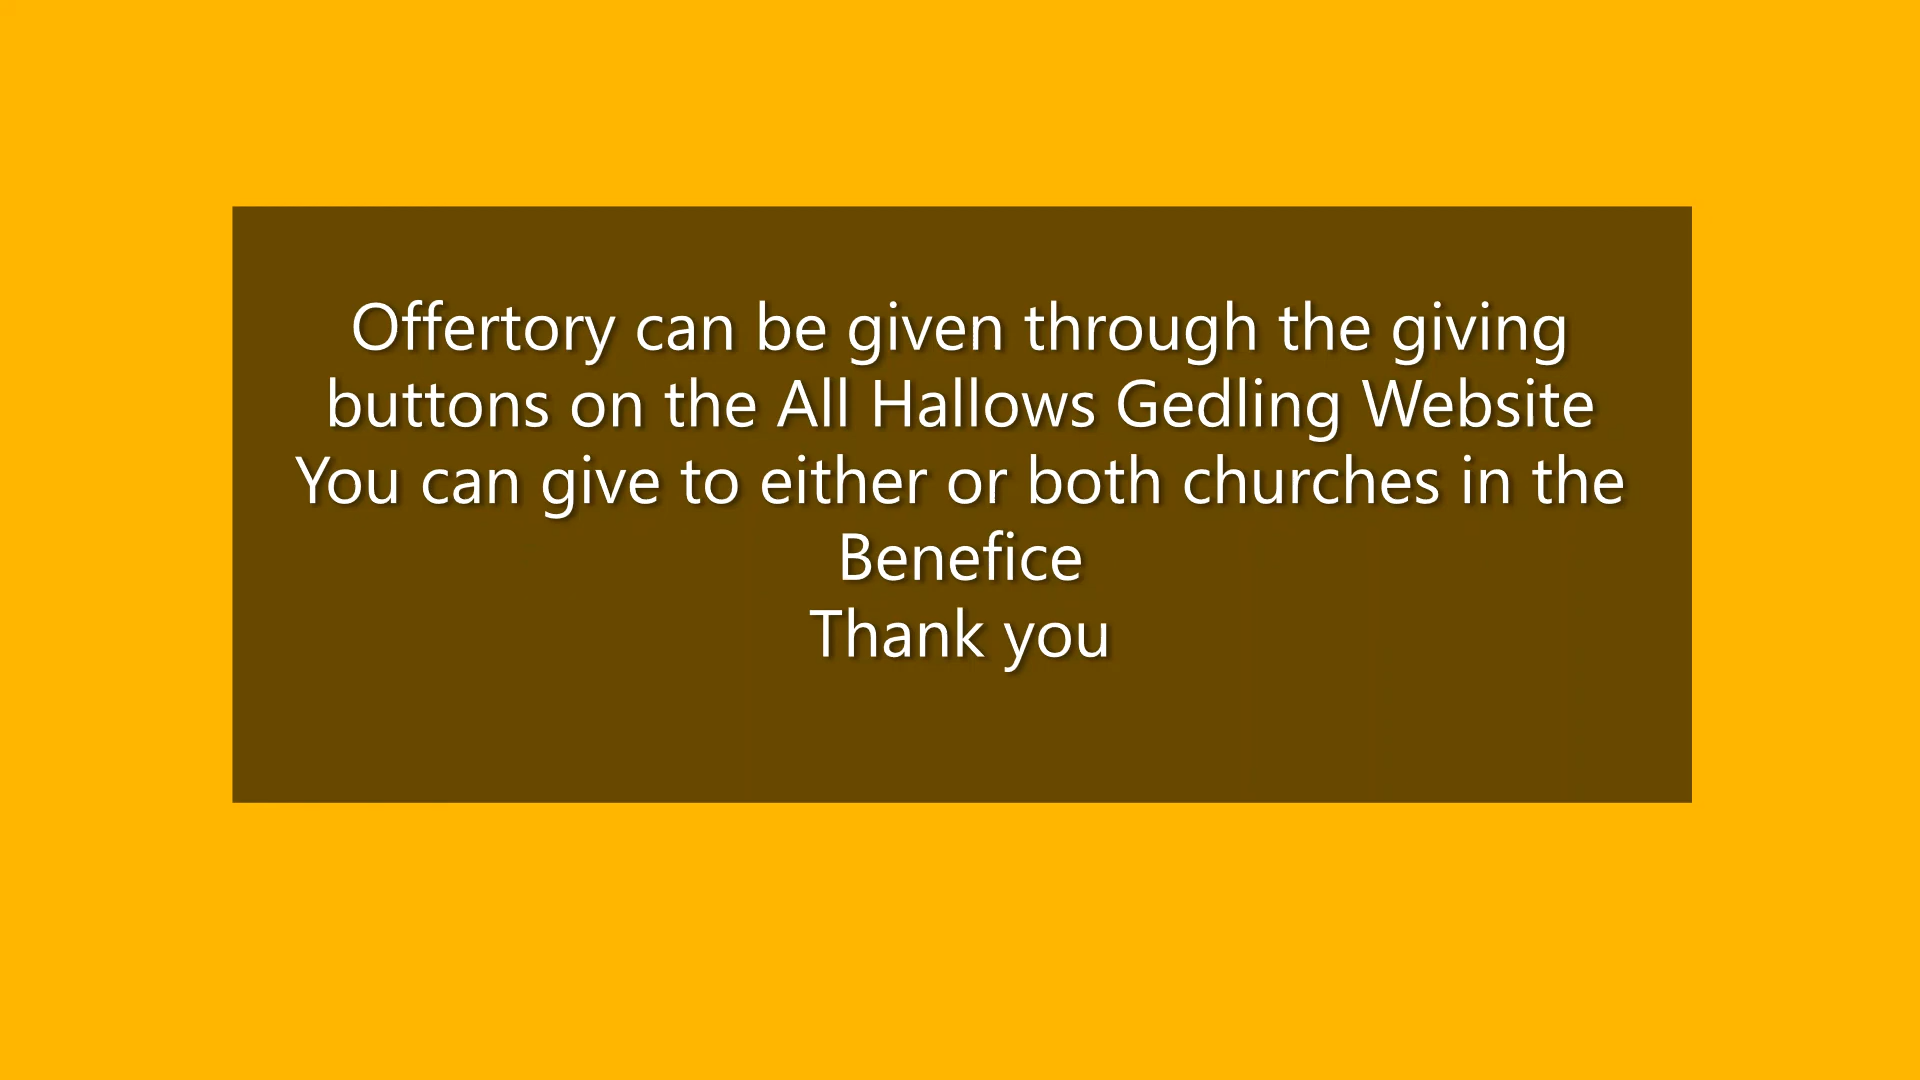 Offertory can be given through the giving
buttons on the All Hallows Gedling Website
You can give to either or both churches in the
Benefice
Thank you